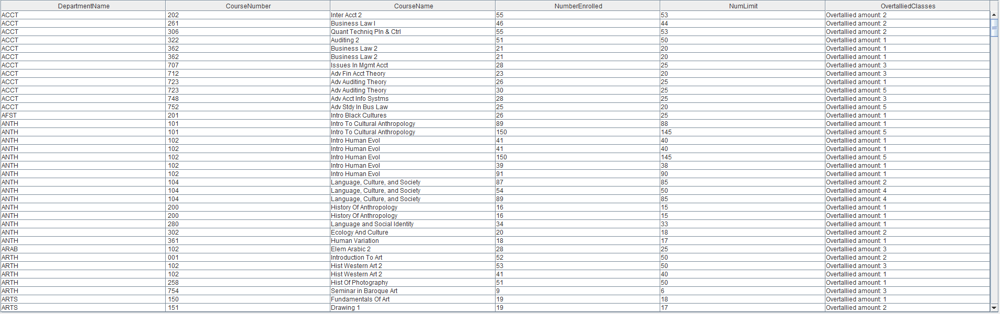 DepartmentName CourseNumber CourseName NumberEnrolled NumLimit OvertalliedClasses
ACCT 202 Inter Acct 2 55 53 Overtallied amount: 2
ACCT 261 Business Law I 46 44 Overtallied amount: 2
ACCT 306 Quant Techniq Pln & Ctrl 55 53 Overtallied amount: 2
ACCT 322 Auditing 2 51 50 Overtallied amount: 1
ACCT 362 Business Law 2 21 20 Overtallied amount: 1
ACCT 362 Business Law 2 21 20 Overtallied amount: 1
ACCT 707 Issues In Mgmt Acct 28 25 Overtallied amount: 3
ACCT 712 Adv Fin Acct Theory 23 20 Overtallied amount: 3
ACCT 723 Adv Auditing Theory 26 25 Overtallied amount: 1
ACCT 723 Adv Auditing Theory 30 25 Overtallied amount: 5
ACCT 748 Adv Acct Info Systms 28 25 Overtallied amount: 3
ACCT 752 Adv Stdy In Bus Law 25 20 Overtallied amount: 5
AFST 201 Intro Black Cultures 26 25 Overtallied amount: 1
ANTH 101 Intro To Cultural Anthropology 89 88 Overtallied amount: 1
ANTH 101 Intro To Cultural Anthropology 150 145 Overtallied amount: 5
ANTH 102 Intro Human Evol 41 40 Overtallied amount: 1
ANTH 102 Intro Human Evol 41 40 Overtallied amount: 1
ANTH 102 Intro Human Evol 150 145 Overtallied amount: 5
ANTH 102 Intro Human Evol 39 38 Overtallied amount: 1
ANTH 102 Intro Human Evol 91 90 Overtallied amount: 1
ANTH 104 Language, Culture, and Society 87 85 Overtallied amount: 2
ANTH 104 Language, Culture, and Society 54 50 Overtallied amount: 4
ANTH 104 Language, Culture, and Society 89 85 Overtallied amount: 4
ANTH 200 History Of Anthropology 16 15 Overtallied amount: 1
ANTH 200 History Of Anthropology 16 15 Overtallied amount: 1
ANTH 280 Language and Social Identity 34 33 Overtallied amount: 1
ANTH 302 Ecology And Culture 20 18 Overtallied amount: 2
ANTH 361 Human Variation 18 17 Overtallied amount: 1
ARAB 102 Elem Arabic 2 28 25 Overtallied amount: 3
ARTH 001 Introduction To Art 52 50 Overtallied amount: 2
ARTH 102 Hist Western Art 2 53 50 Overtallied amount: 3
ARTH 102 Hist Western Art 2 41 40 Overtallied amount: 1
ARTH 258 Hist Of Photography 51 50 Overtallied amount: 1
ARTH 754 Seminar in Baroque Art 9 6 Overtallied amount: 3
ARTS 150 Fundamentals Of Art 19 18 Overtallied amount: 1
ARTS 151 Drawing 1 19 17 Overtallied amount: 2